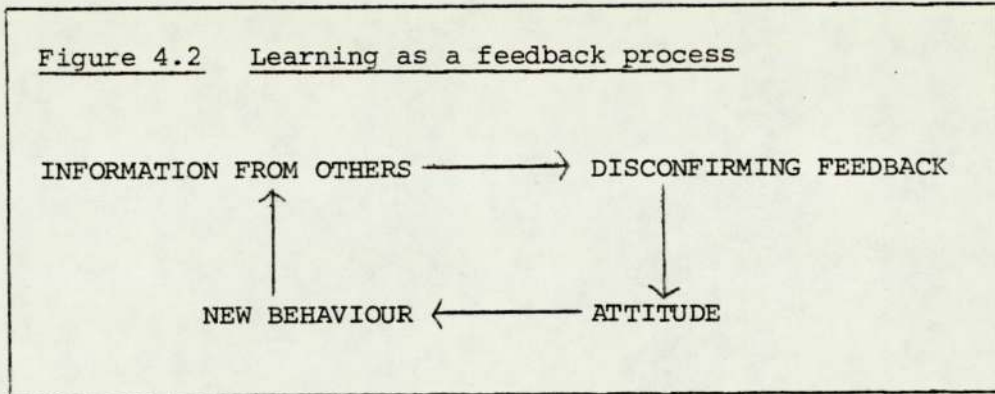 Figure 4.2 Learning as a feedback process
INFORMATION FROM OTHERS DISCONFIRMING FEEDBACK
NEW BEHAVIOUR ATTITUDE